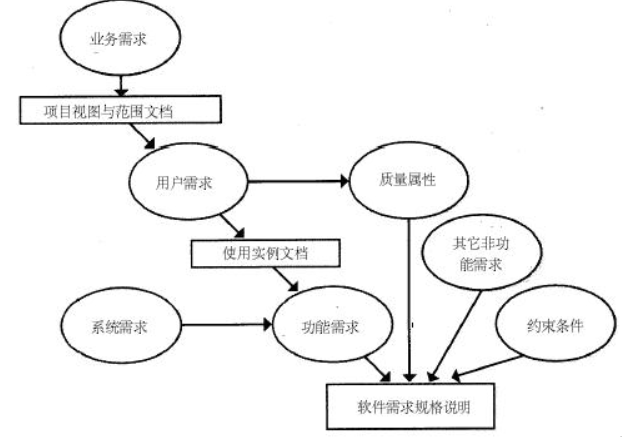 业务需求
项目视图与范围文档
用户需求
质量属性
使用实例文档
其它非功
能需求
系统需求
功能需求
约束条件
软件需求规格说明